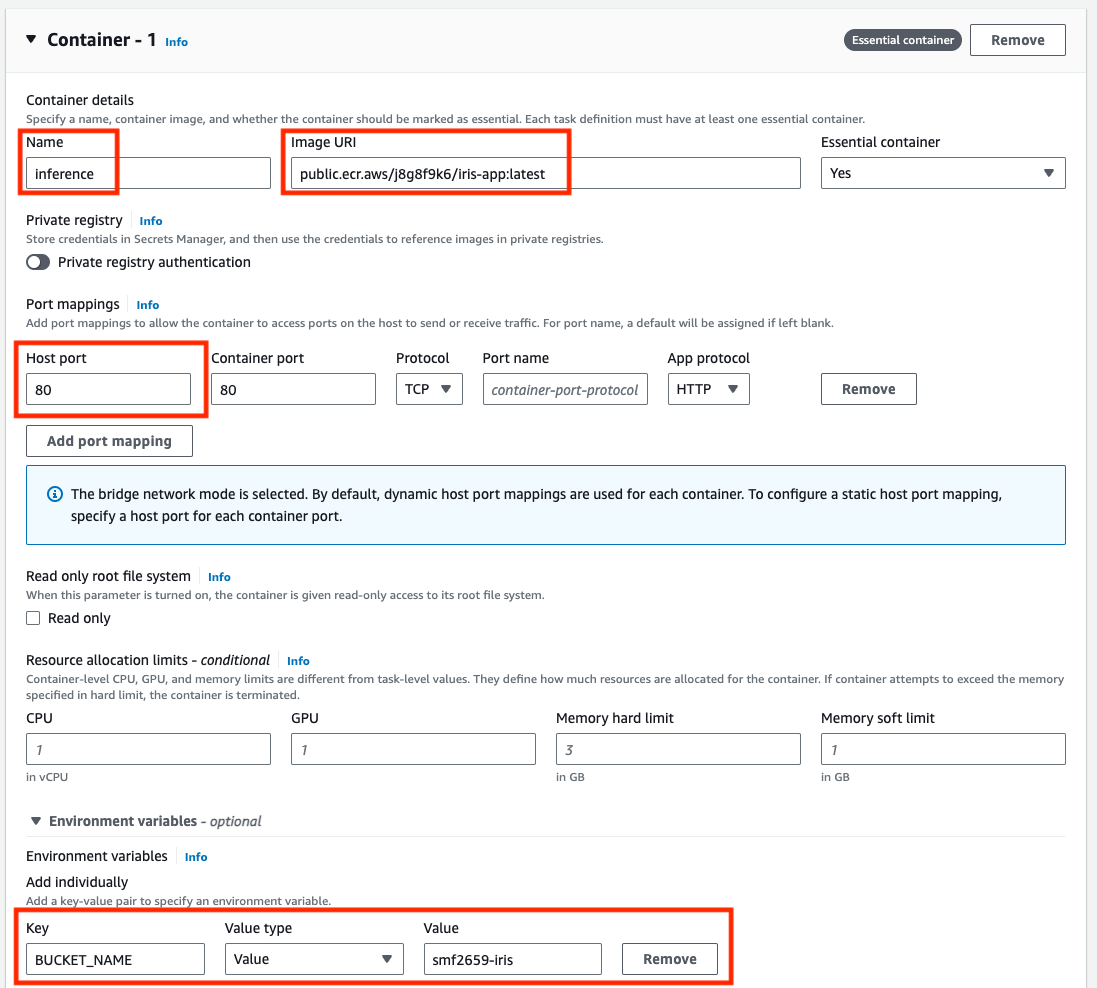 Container - 1 Info Essential container Remove
Container details
Specify a name, container image, and whether the container should be marked as essential. Each task definition must have at least one essential container.
Name Image URI Essential container
inference public.ecr.aws/j8g8f9k6/iris-app:latest Yes
Private registry Info
Store credentials in Secrets Manager, and then use the credentials to reference images in private registries.
Private registry authentication
Port mappings Info
Add port mappings to allow the container to access ports on the host to send or receive traffic. For port name, a default will be assigned if left blank.
Host port Container port Protocol Port name App protocol
80 80 TCP container-port-protocol HTTP Remove
Add port mapping
The bridge network mode is selected. By default, dynamic host port mappings are used for each container. To configure a static host port mapping,
specify a host port for each container port.
Read only root file system Info
When this parameter is turned on, the container is given read-only access to its root file system.
Read only
Resource allocation limits - conditional Info
Container-level CPU, GPU, and memory limits are different from task-level values. They define how much resources are allocated for the container. If container attempts to exceed the memory
specified in hard limit, the container is terminated.
CPU GPU Memory hard limit Memory soft limit
1 1 3 1
in vCPU in GB in GB
Environment variables - optional
Environment variables Info
Add individually
Add a key-value pair to specify an environment variable.
Key Value type Value
BUCKET_NAME Value smf2659-iris Remove